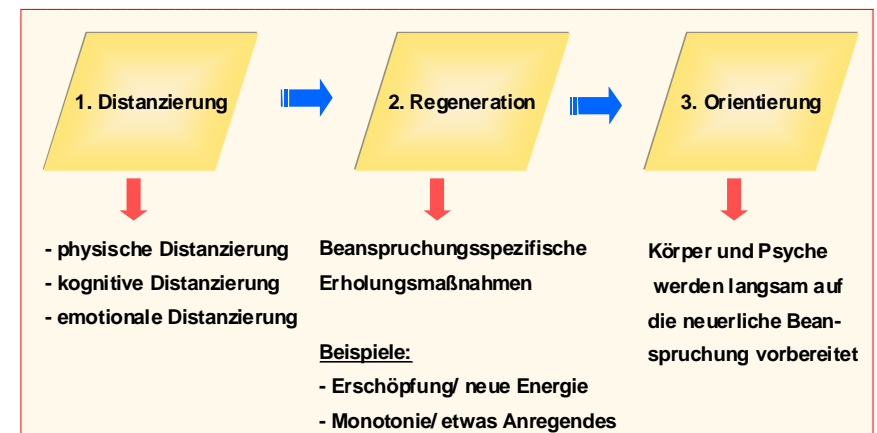 1. Distanzierung
2. Regeneration
3. Orientierung
- physische Distanzierung
- kognitive Distanzierung
- emotionale Distanzierung
Beanspruchungsspezifische
Erholungsmaßnahmen
Beispiele:
- Erschöpfung/ neue Energie
- Monotonie/ etwas Anregendes
Körper und Psyche
werden langsam auf
die neuerliche Bean-
spruchung vorbereitet